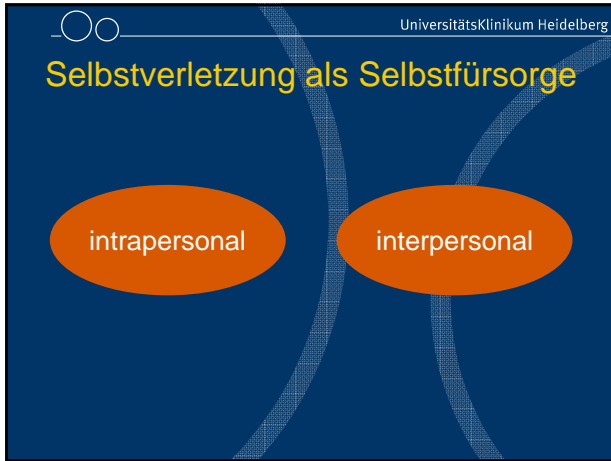 UniversitätsKlinikum Heidelberg
Selbstverletzung als Selbstfürsorge
intrapersonal
interpersonal